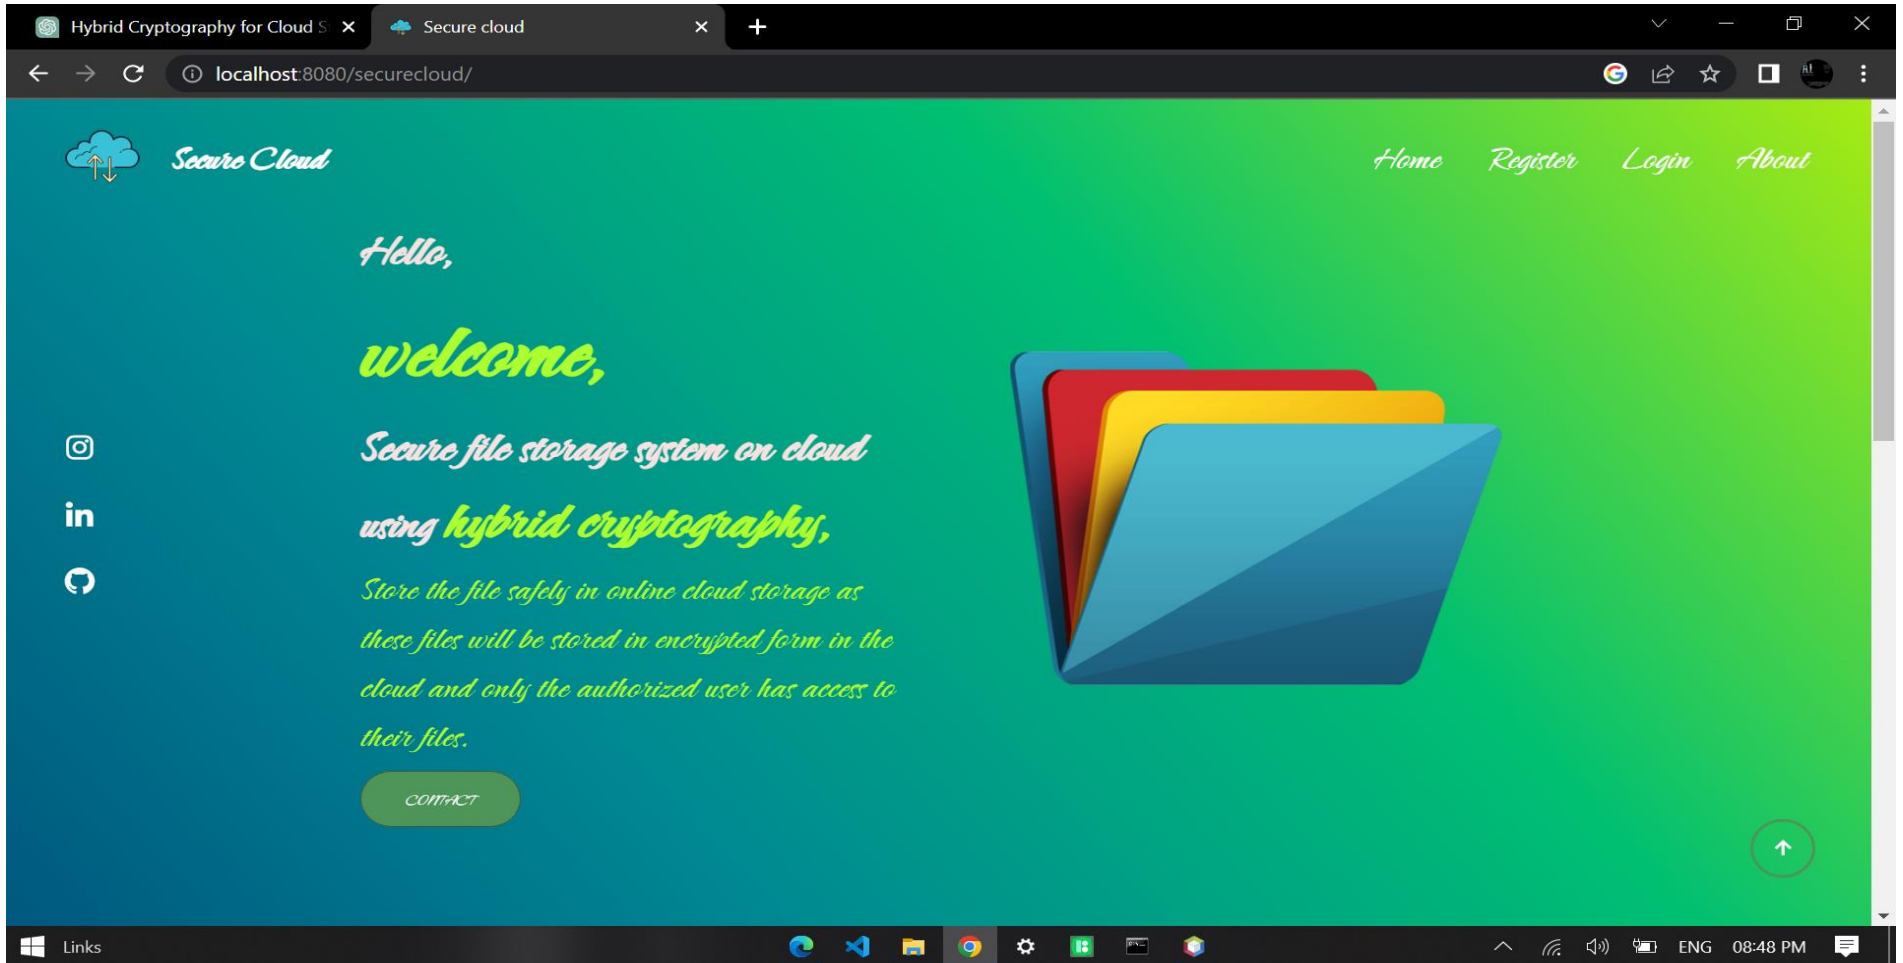 Hybrid Cryptography for Cloud S
Secure cloud
localhost:8080/securecloud/
Secure Cloud
Home Register Login About
Hello,
welcome,
Secure file storage system on cloud
using hybrid cryptography,
Store the file safely in online cloud storage as
these files will be stored in encrypted form in the
cloud and only the authorized user has access to
their files.
CONTACT
Links
ENG 08:48 PM